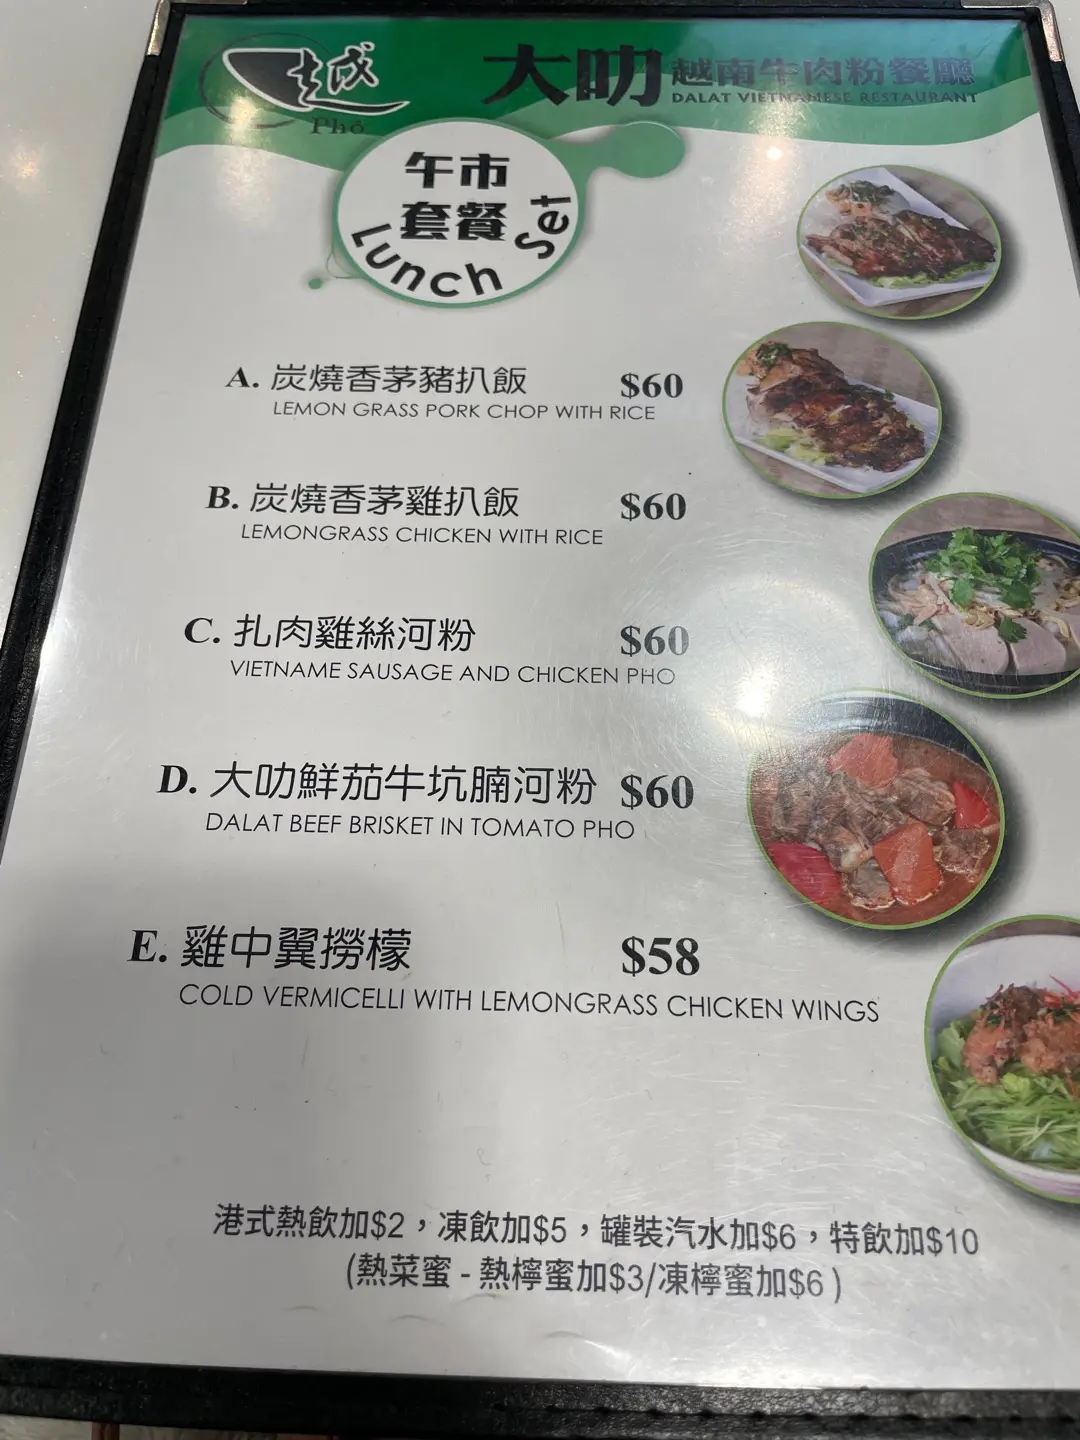 越
Phở
大叻越南牛肉粉餐廳
DALAT VIETNAMESE RESTAURANT
午市
套餐
Lunch Set
A. 炭燒香茅豬扒飯 $60
LEMON GRASS PORK CHOP WITH RICE
B. 炭燒香茅雞扒飯 $60
LEMONGRASS CHICKEN WITH RICE
C. 扎肉雞絲河粉 $60
VIETNAME SAUSAGE AND CHICKEN PHO
D. 大叻鮮茄牛坑腩河粉 $60
DALAT BEEF BRISKET IN TOMATO PHO
E. 雞中翼撈檬 $58
COLD VERMICELLI WITH LEMONGRASS CHICKEN WINGS
港式熱飲加$2，凍飲加$5，罐裝汽水加$6，特飲加$10
(熱菜蜜 - 熱檸蜜加$3/凍檸蜜加$6 )